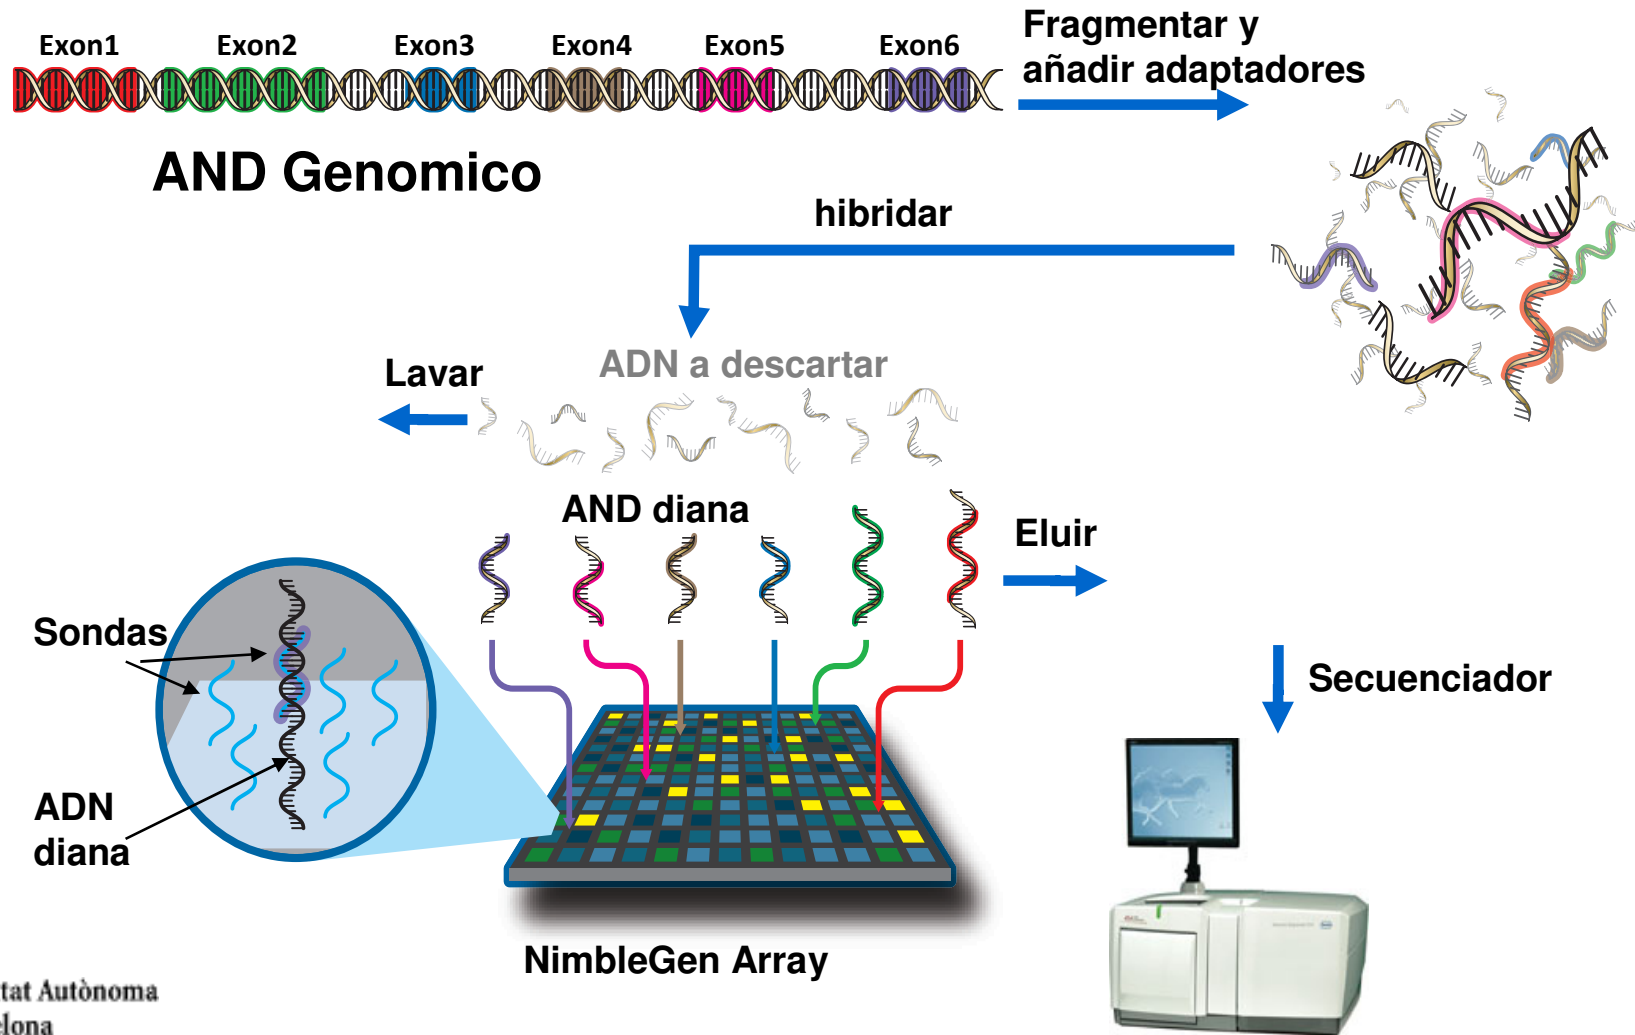 Exon1 Exon2 Exon3 Exon4 Exon5 Exon6
Fragmentar y
añadir adaptadores
AND Genomico
hibridar
ADN a descartar
Lavar
AND diana
Eluir
Sondas
Secuenciador
ADN
diana
NimbleGen Array
tat Autònoma
elona